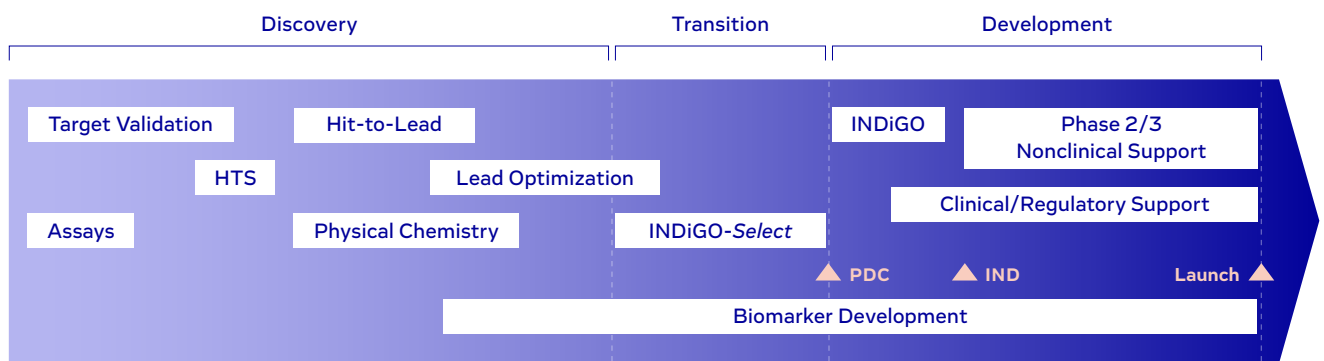 Discovery
Transition
Development
Target Validation
Hit-to-Lead
INDiGO
Phase 2/3
Nonclinical Support
HTS
Lead Optimization
Clinical/Regulatory Support
Assays
Physical Chemistry
INDiGO-Select
PDC
IND
Launch
Biomarker Development